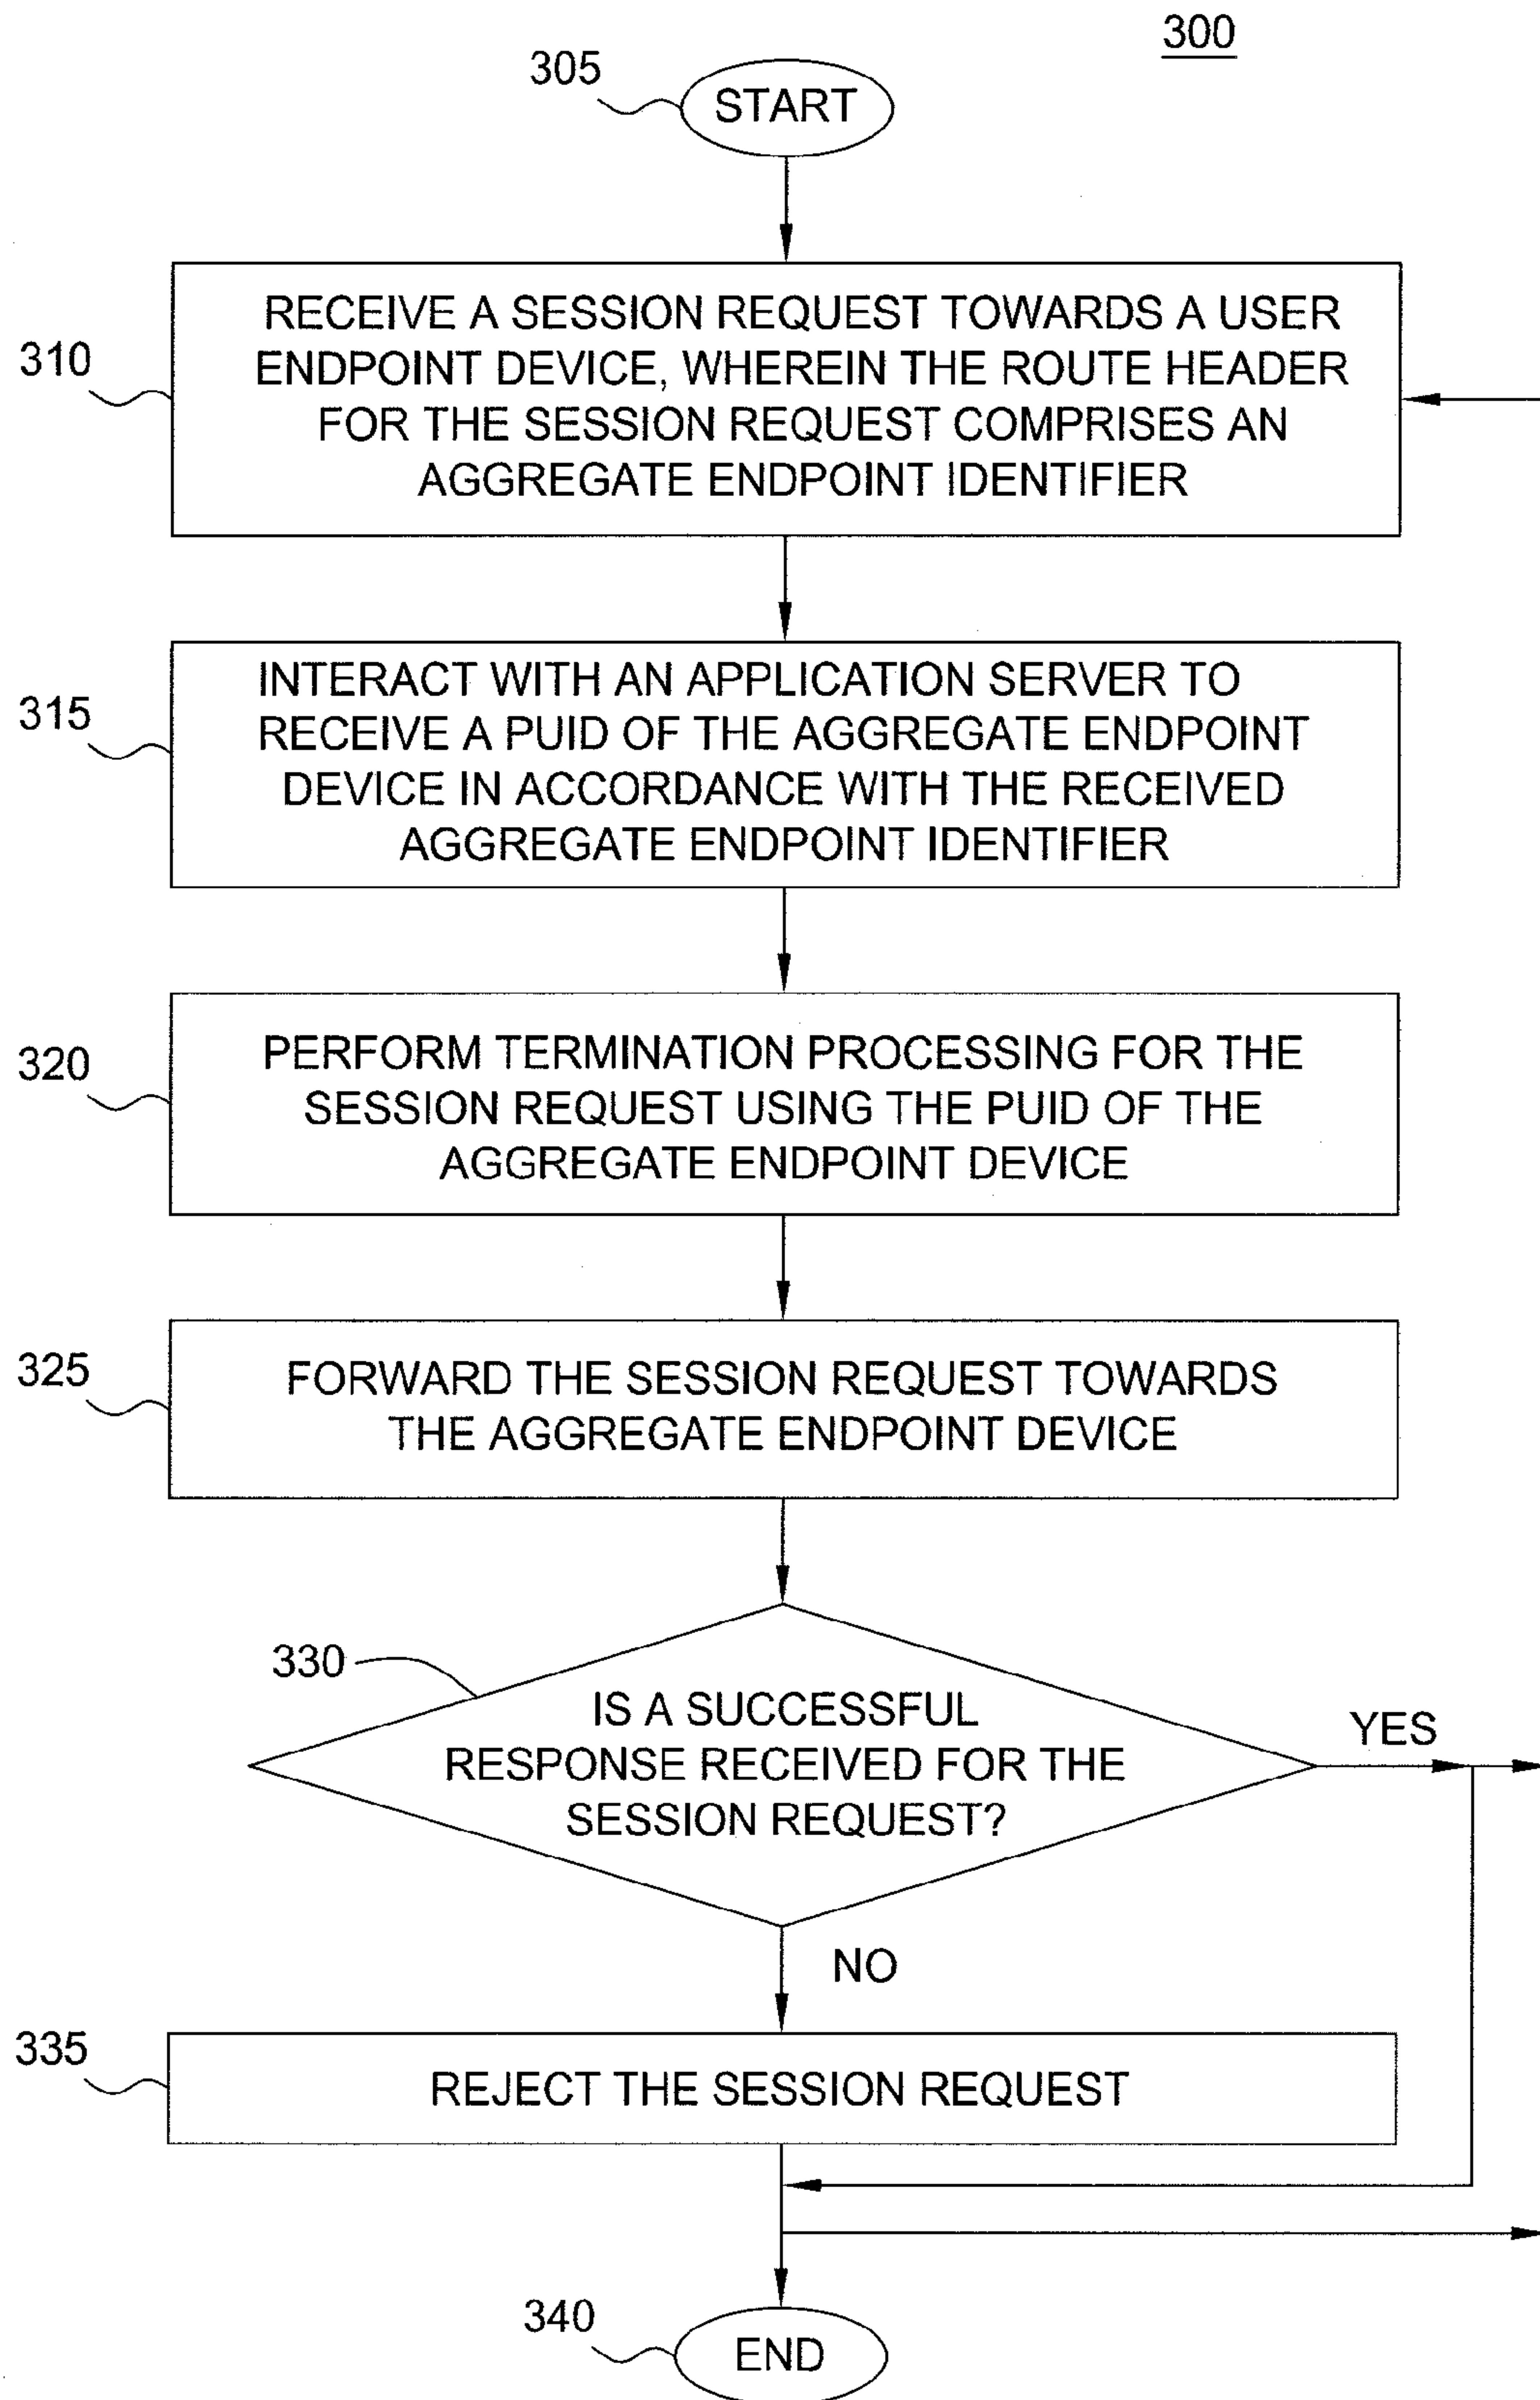 300
305
START
310
RECEIVE A SESSION REQUEST TOWARDS A USER
ENDPOINT DEVICE, WHEREIN THE ROUTE HEADER
FOR THE SESSION REQUEST COMPRISES AN
AGGREGATE ENDPOINT IDENTIFIER
315
INTERACT WITH AN APPLICATION SERVER TO
RECEIVE A PUID OF THE AGGREGATE ENDPOINT
DEVICE IN ACCORDANCE WITH THE RECEIVED
AGGREGATE ENDPOINT IDENTIFIER
320
PERFORM TERMINATION PROCESSING FOR THE
SESSION REQUEST USING THE PUID OF THE
AGGREGATE ENDPOINT DEVICE
325
FORWARD THE SESSION REQUEST TOWARDS
THE AGGREGATE ENDPOINT DEVICE
330
IS A SUCCESSFUL
RESPONSE RECEIVED FOR THE
SESSION REQUEST?
YES
NO
335
REJECT THE SESSION REQUEST
340
END